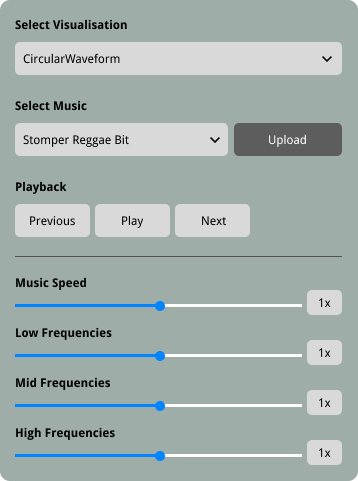 Select Visualisation
CircularWaveform
Select Music
Stomper Reggae Bit
Upload
Playback
Previous
Play
Next
Music Speed
1x
Low Frequencies
1x
Mid Frequencies
1x
High Frequencies
1x